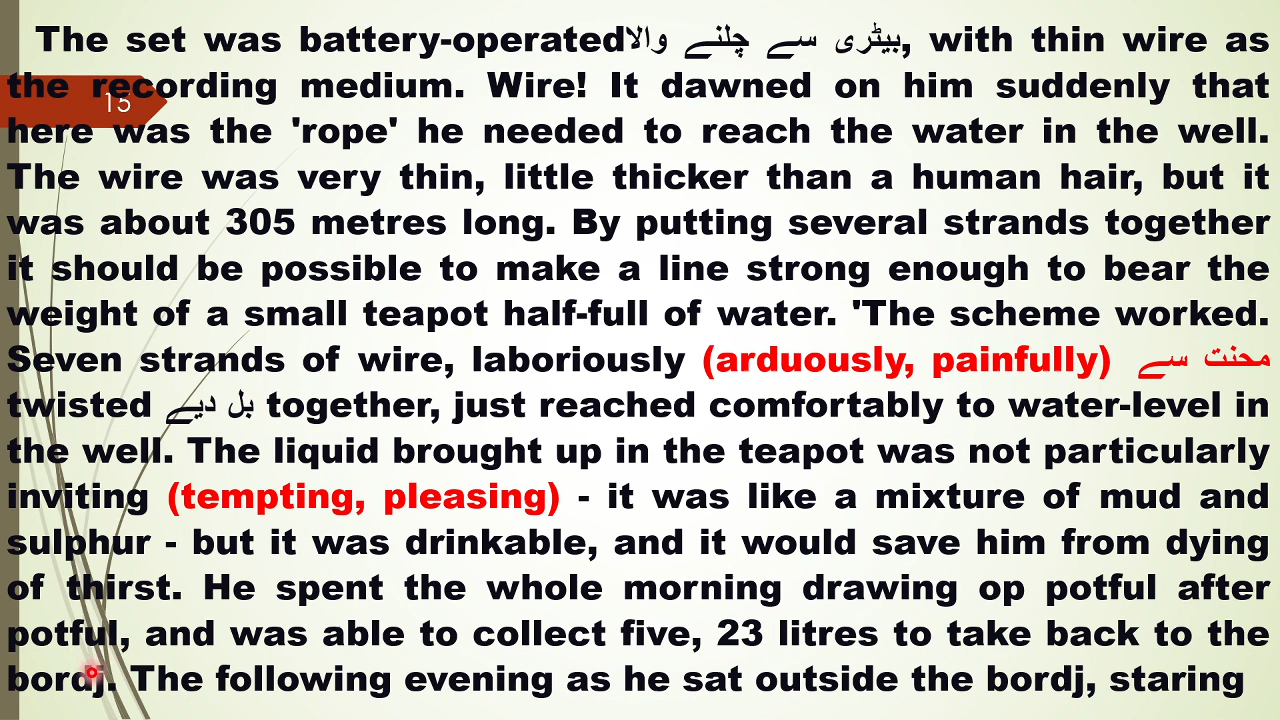 The set was battery-operatedبیٹری سے چلنے والا, with thin wire as
the recording medium. Wire! It dawned on him suddenly that
15
here was the 'rope' he needed to reach the water in the well.
The wire was very thin, little thicker than a human hair, but it
was about 305 metres long. By putting several strands together
it should be possible to make a line strong enough to bear the
weight of a small teapot half-full of water. 'The scheme worked.
Seven strands of wire, laboriously (arduously, painfully) محنت سے
twisted بل دیے together, just reached comfortably to water-level in
the well. The liquid brought up in the teapot was not particularly
inviting (tempting, pleasing) - it was like a mixture of mud and
sulphur - but it was drinkable, and it would save him from dying
of thirst. He spent the whole morning drawing op potful after
potful, and was able to collect five, 23 litres to take back to the
bordj. The following evening as he sat outside the bordj, staring